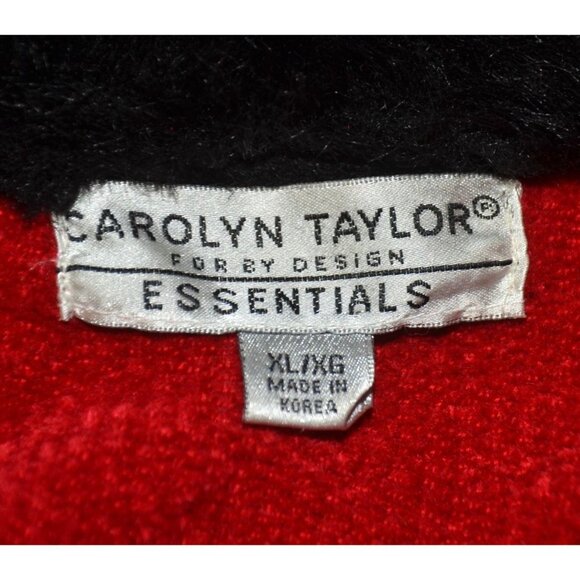 CAROLYN TAYLOR®
FOR BY DESIGN
ESSENTIALS
XL/XG
MADE IN
KOREA